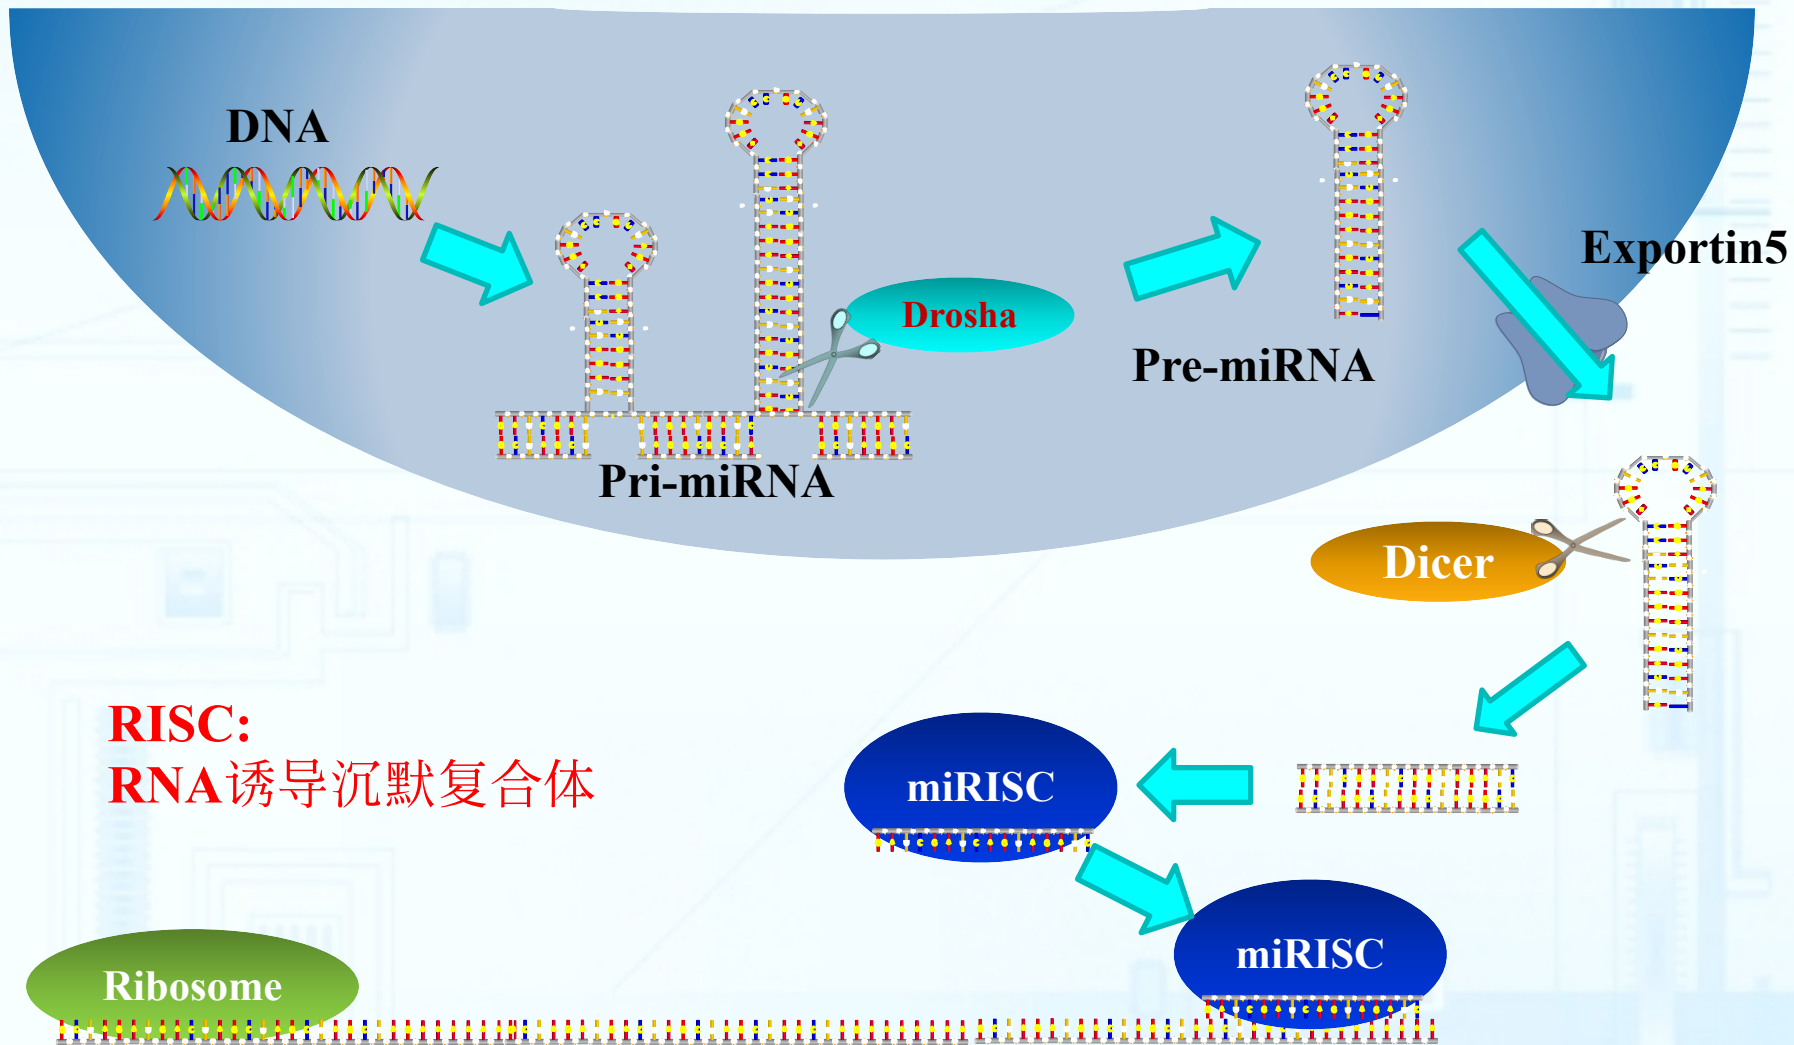 DNA
Drosha
Exportin5
Pre-miRNA
Pri-miRNA
Dicer
RISC:
RNA诱导沉默复合体
miRISC
miRISC
Ribosome